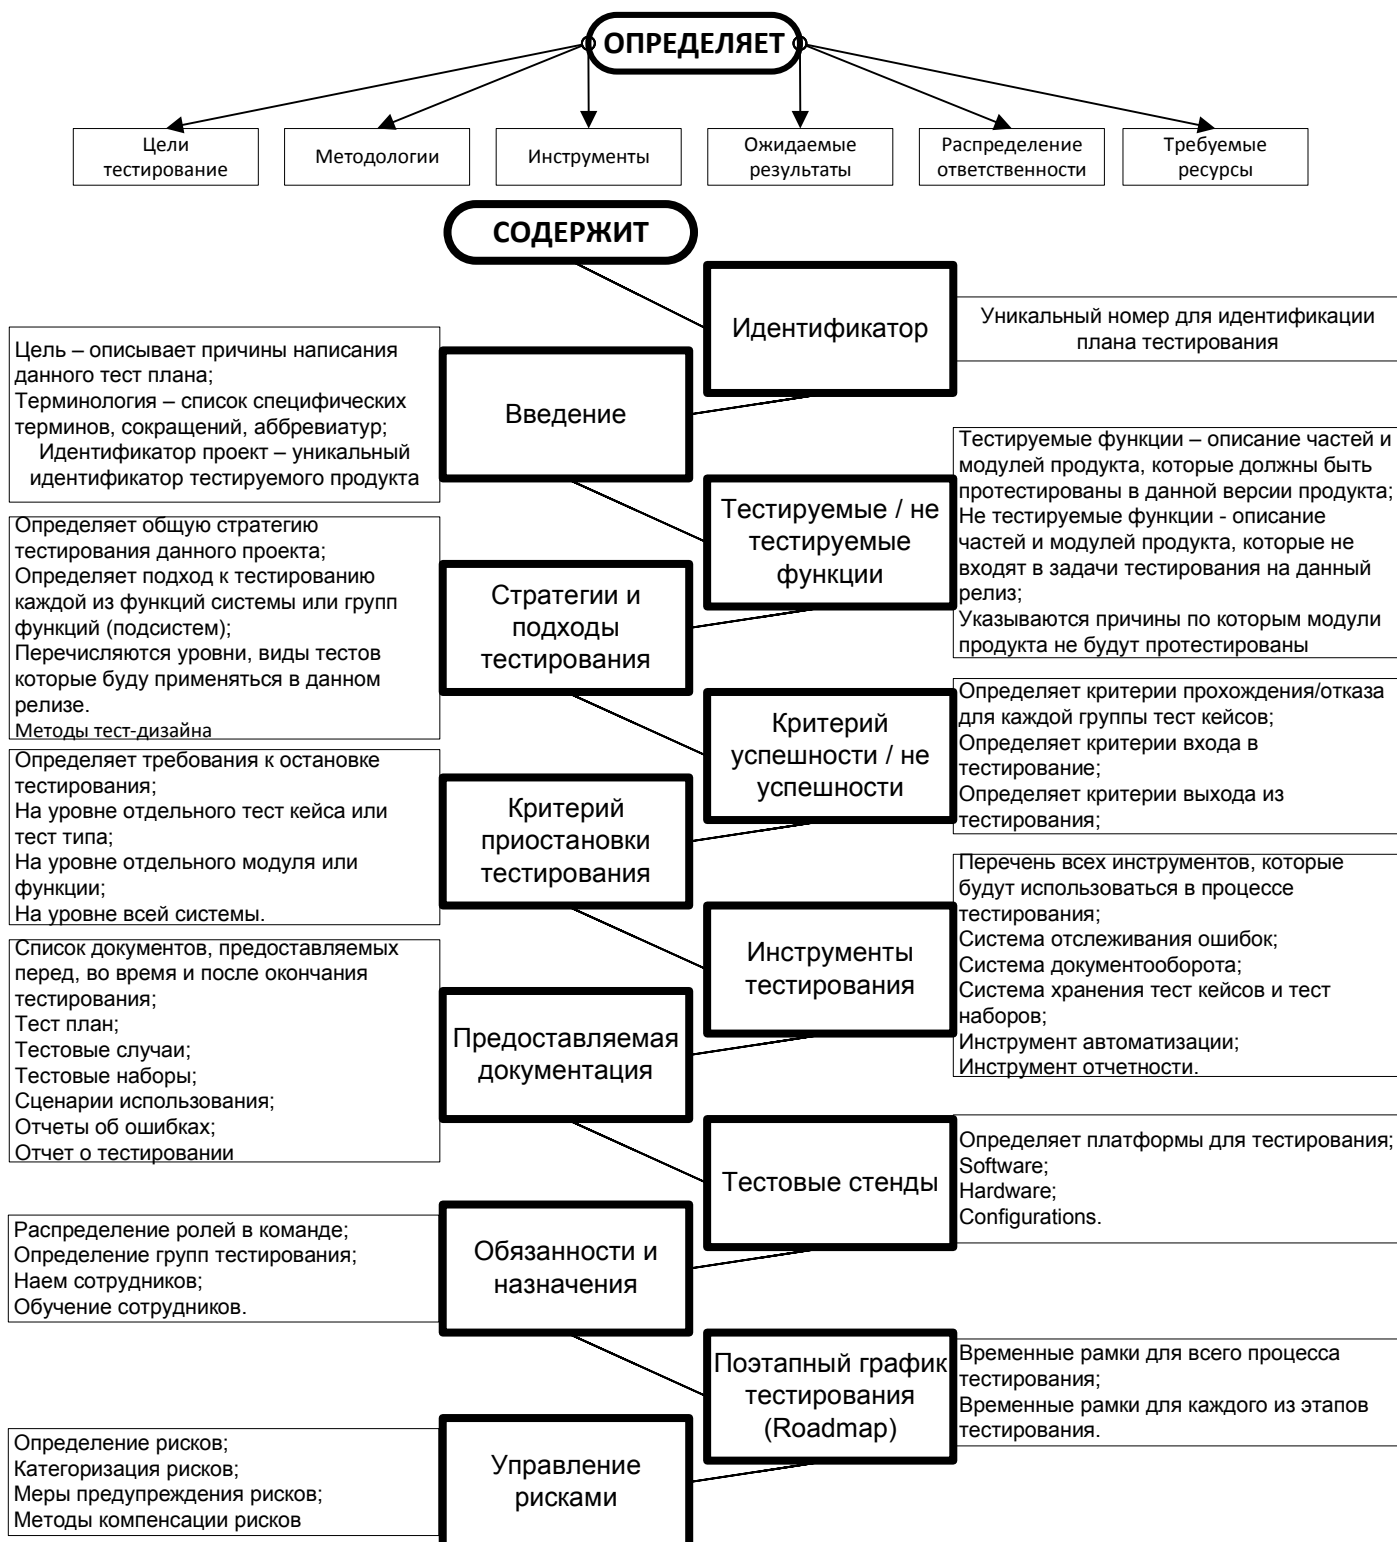 ОПРЕДЕЛЯЕТ
Цели
тестирование
Методологии
Инструменты
Ожидаемые
результаты
Распределение
ответственности
Требуемые
ресурсы
СОДЕРЖИТ
Идентификатор
Уникальный номер для идентификации
плана тестирования
Введение
Цель – описывает причины написания
данного тест плана;
Терминология – список специфических
терминов, сокращений, аббревиатур;
Идентификатор проект – уникальный
идентификатор тестируемого продукта
Тестируемые / не
тестируемые
функции
Тестируемые функции – описание частей и
модулей продукта, которые должны быть
протестированы в данной версии продукта;
Не тестируемые функции - описание
частей и модулей продукта, которые не
входят в задачи тестирования на данный
релиз;
Указываются причины по которым модули
продукта не будут протестированы
Стратегии и
подходы
тестирования
Определяет общую стратегию
тестирования данного проекта;
Определяет подход к тестированию
каждой из функций системы или групп
функций (подсистем);
Перечисляются уровни, виды тестов
которые буду применяться в данном
релизе.
Методы тест-дизайна
Критерий
успешности / не
успешности
Определяет критерии прохождения/отказа
для каждой группы тест кейсов;
Определяет критерии входа в
тестирование;
Определяет критерии выхода из
тестирования;
Критерий
приостановки
тестирования
Определяет требования к остановке
тестирования;
На уровне отдельного тест кейса или
тест типа;
На уровне отдельного модуля или
функции;
На уровне всей системы.
Инструменты
тестирования
Перечень всех инструментов, которые
будут использоваться в процессе
тестирования;
Система отслеживания ошибок;
Система документооборота;
Система хранения тест кейсов и тест
наборов;
Инструмент автоматизации;
Инструмент отчетности.
Предоставляемая
документация
Список документов, предоставляемых
перед, во время и после окончания
тестирования;
Тест план;
Тестовые случаи;
Тестовые наборы;
Сценарии использования;
Отчеты об ошибках;
Отчет о тестировании
Тестовые стенды
Определяет платформы для тестирования;
Software;
Hardware;
Configurations.
Обязанности и
назначения
Распределение ролей в команде;
Определение групп тестирования;
Наем сотрудников;
Обучение сотрудников.
Поэтапный график
тестирования
(Roadmap)
Временные рамки для всего процесса
тестирования;
Временные рамки для каждого из этапов
тестирования.
Управление
рисками
Определение рисков;
Категоризация рисков;
Меры предупреждения рисков;
Методы компенсации рисков